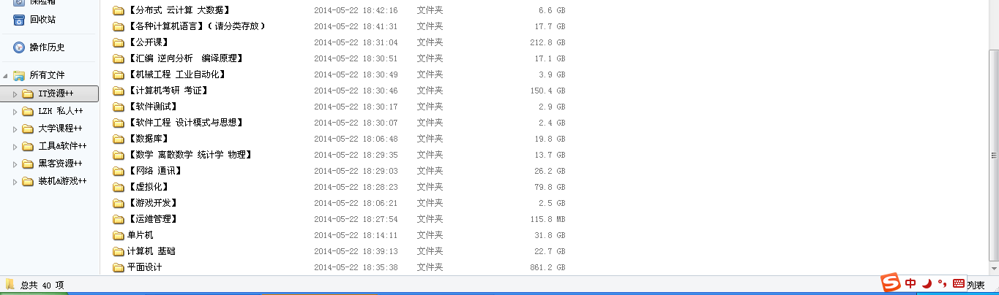 保险箱
回收站
操作历史
所有文件
IT资源++
LZH 私人++
大学课程++
工具&软件++
黑客资源++
装机&游戏++
【分布式 云计算 大数据】 2014-05-22 18:42:16 文件夹 6.6 GB
【各种计算机语言】(请分类存放) 2014-05-22 18:41:31 文件夹 17.7 GB
【公开课】 2014-05-22 18:31:04 文件夹 212.8 GB
【汇编 逆向分析  编译原理】 2014-05-22 18:30:51 文件夹 17.1 GB
【机械工程 工业自动化】 2014-05-22 18:30:49 文件夹 3.9 GB
【计算机考研 考证】 2014-05-22 18:30:46 文件夹 150.4 GB
【软件测试】 2014-05-22 18:30:17 文件夹 2.9 GB
【软件工程 设计模式与思想】 2014-05-22 18:30:07 文件夹 2.4 GB
【数据库】 2014-05-22 18:06:48 文件夹 19.8 GB
【数学 离散数学 统计学 物理】 2014-05-22 18:29:35 文件夹 13.7 GB
【网络 通讯】 2014-05-22 18:29:03 文件夹 26.2 GB
【虚拟化】 2014-05-22 18:28:23 文件夹 79.8 GB
【游戏开发】 2014-05-22 18:06:21 文件夹 2.5 GB
【运维管理】 2014-05-22 18:27:54 文件夹 115.8 MB
单片机 2014-05-22 18:14:11 文件夹 31.8 GB
计算机 基础 2014-05-22 18:39:13 文件夹 22.7 GB
平面设计 2014-05-22 18:35:38 文件夹 861.2 GB
总共 40 项
中
列表